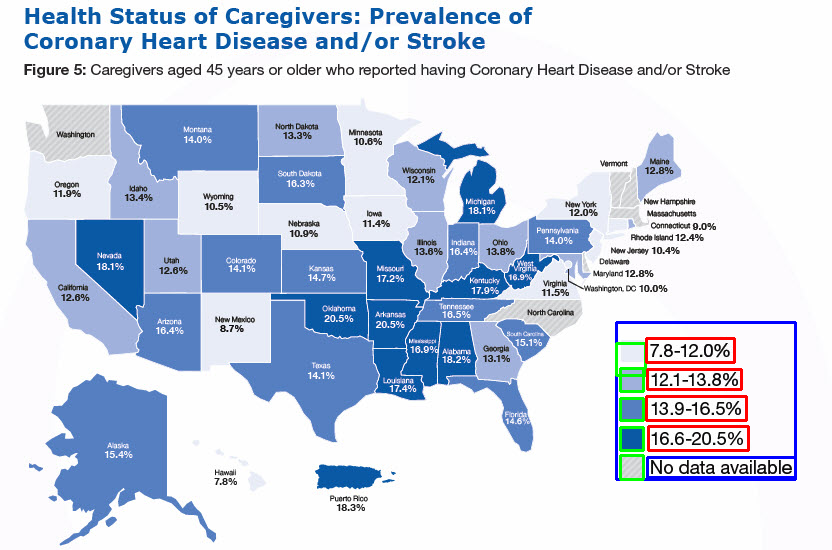 Health Status of Caregivers: Prevalence of
Coronary Heart Disease and/or Stroke
Figure 5: Caregivers aged 45 years or older who reported having Coronary Heart Disease and/or Stroke
Washington
Montana
14.0%
North Dakota
13.3%
Minnesota
10.6%
Oregon
11.9%
Idaho
13.4%
Wyoming
10.5%
South Dakota
16.3%
Wisconsin
12.1%
Michigan
18.1%
Vermont
Maine
12.8%
New Hampshire
Massachusetts
New York
12.0%
Connecticut 9.0%
Rhode Island 12.4%
New Jersey 10.4%
Delaware
Maryland 12.8%
Washington, DC 10.0%
Nebraska
10.9%
Iowa
11.4%
Illinois
13.6%
Indiana
16.4%
Ohio
13.8%
Pennsylvania
14.0%
Nevada
18.1%
Utah
12.6%
Colorado
14.1%
Kansas
14.7%
Missouri
17.2%
Kentucky
17.9%
West
Virginia
16.9%
Virginia
11.5%
California
12.6%
Arizona
16.4%
New Mexico
8.7%
Oklahoma
20.5%
Arkansas
20.5%
Tennessee
16.5%
North Carolina
South Carolina
15.1%
Texas
14.1%
Louisiana
17.4%
Mississippi
16.9%
Alabama
18.2%
Georgia
13.1%
Florida
14.6%
Alaska
15.4%
Hawaii
7.8%
Puerto Rico
18.3%
7.8-12.0%
12.1-13.8%
13.9-16.5%
16.6-20.5%
No data available